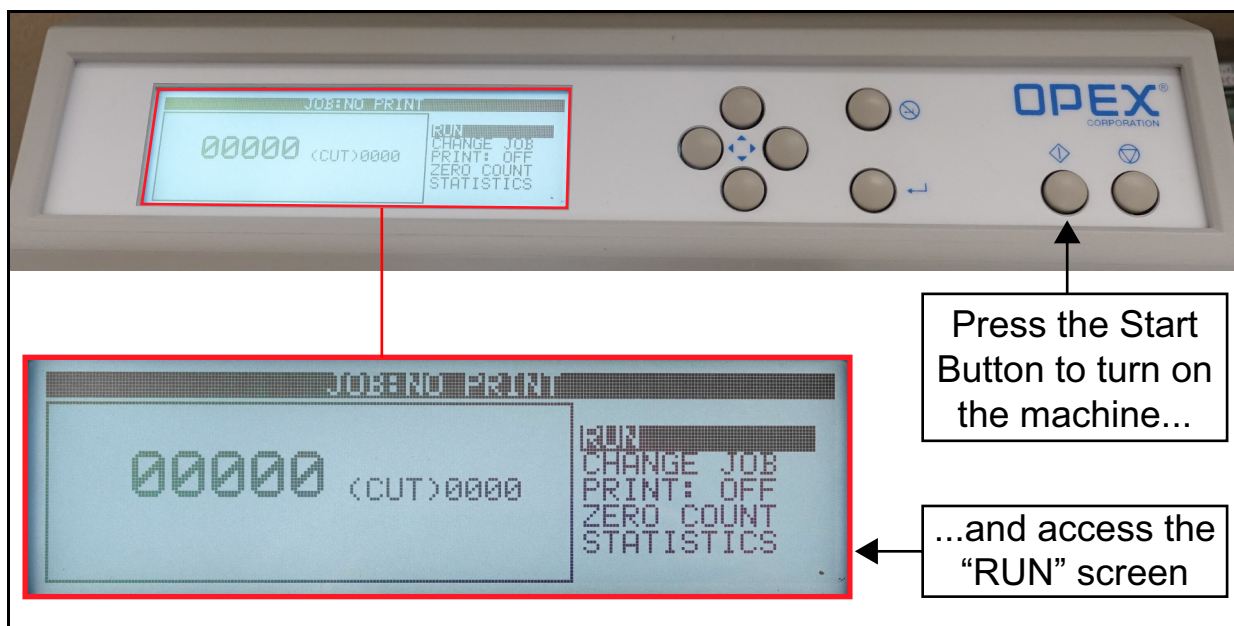 JOB:NO PRINT
00000 (CUT)0000
RUN
CHANGE JOB
PRINT: OFF
ZERO COUNT
STATISTICS
OPEX®
CORPORATION
Press the Start
Button to turn on
the machine...
JOB:NO PRINT
00000 (CUT)0000
RUN
CHANGE JOB
PRINT: OFF
ZERO COUNT
STATISTICS
...and access the
“RUN” screen